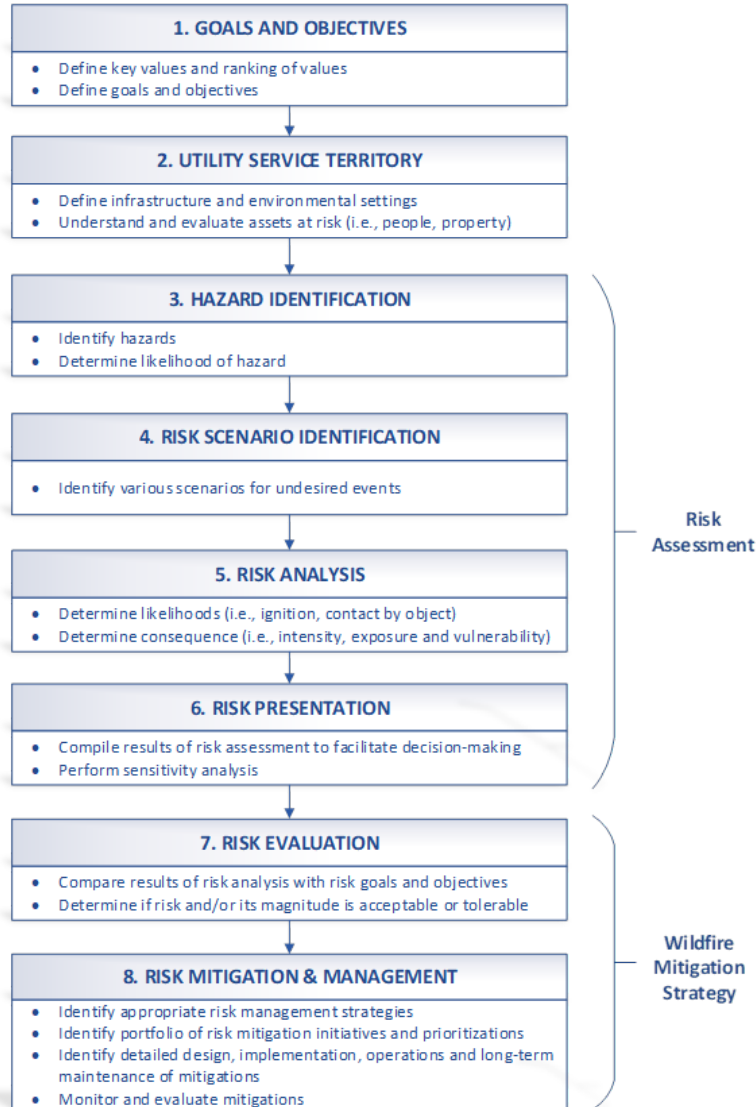 1. GOALS AND OBJECTIVES
• Define key values and ranking of values
• Define goals and objectives
2. UTILITY SERVICE TERRITORY
• Define infrastructure and environmental settings
• Understand and evaluate assets at risk (i.e., people, property)
3. HAZARD IDENTIFICATION
• Identify hazards
• Determine likelihood of hazard
4. RISK SCENARIO IDENTIFICATION
• Identify various scenarios for undesired events
5. RISK ANALYSIS
• Determine likelihoods (i.e., ignition, contact by object)
• Determine consequence (i.e., intensity, exposure and vulnerability)
6. RISK PRESENTATION
• Compile results of risk assessment to facilitate decision-making
• Perform sensitivity analysis
Risk
Assessment
7. RISK EVALUATION
• Compare results of risk analysis with risk goals and objectives
• Determine if risk and/or its magnitude is acceptable or tolerable
8. RISK MITIGATION & MANAGEMENT
• Identify appropriate risk management strategies
• Identify portfolio of risk mitigation initiatives and prioritizations
• Identify detailed design, implementation, operations and long-term
maintenance of mitigations
• Monitor and evaluate mitigations
Wildfire
Mitigation
Strategy